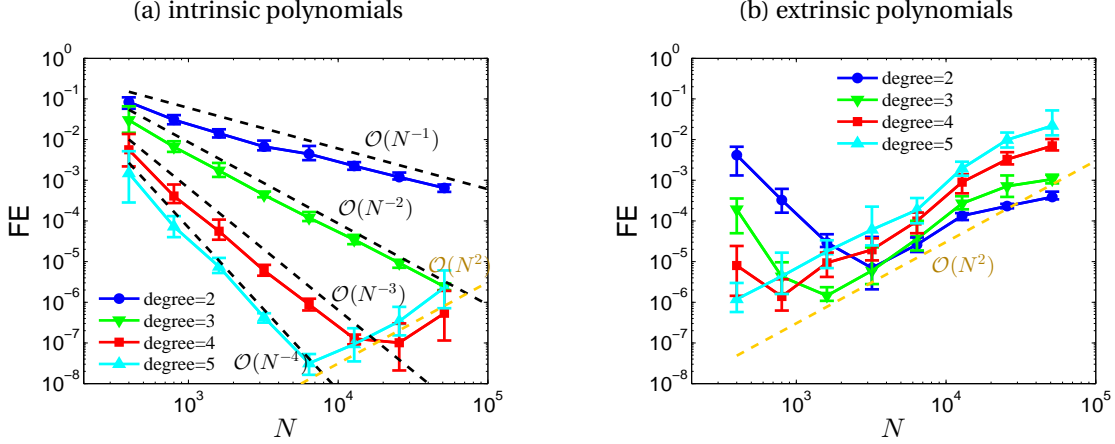 (a) intrinsic polynomials
10^0
10^-1
10^-2
10^-3
10^-4
10^-5
10^-6
10^-7
10^-8
FE
O(N^-1)
O(N^-2)
O(N^2
O(N^-3)
O(N^-4)
degree=2
degree=3
degree=4
degree=5
10^3
10^4
10^5
N
(b) extrinsic polynomials
10^0
10^-1
10^-2
10^-3
10^-4
10^-5
10^-6
10^-7
10^-8
FE
degree=2
degree=3
degree=4
degree=5
O(N^2)
10^3
10^4
10^5
N